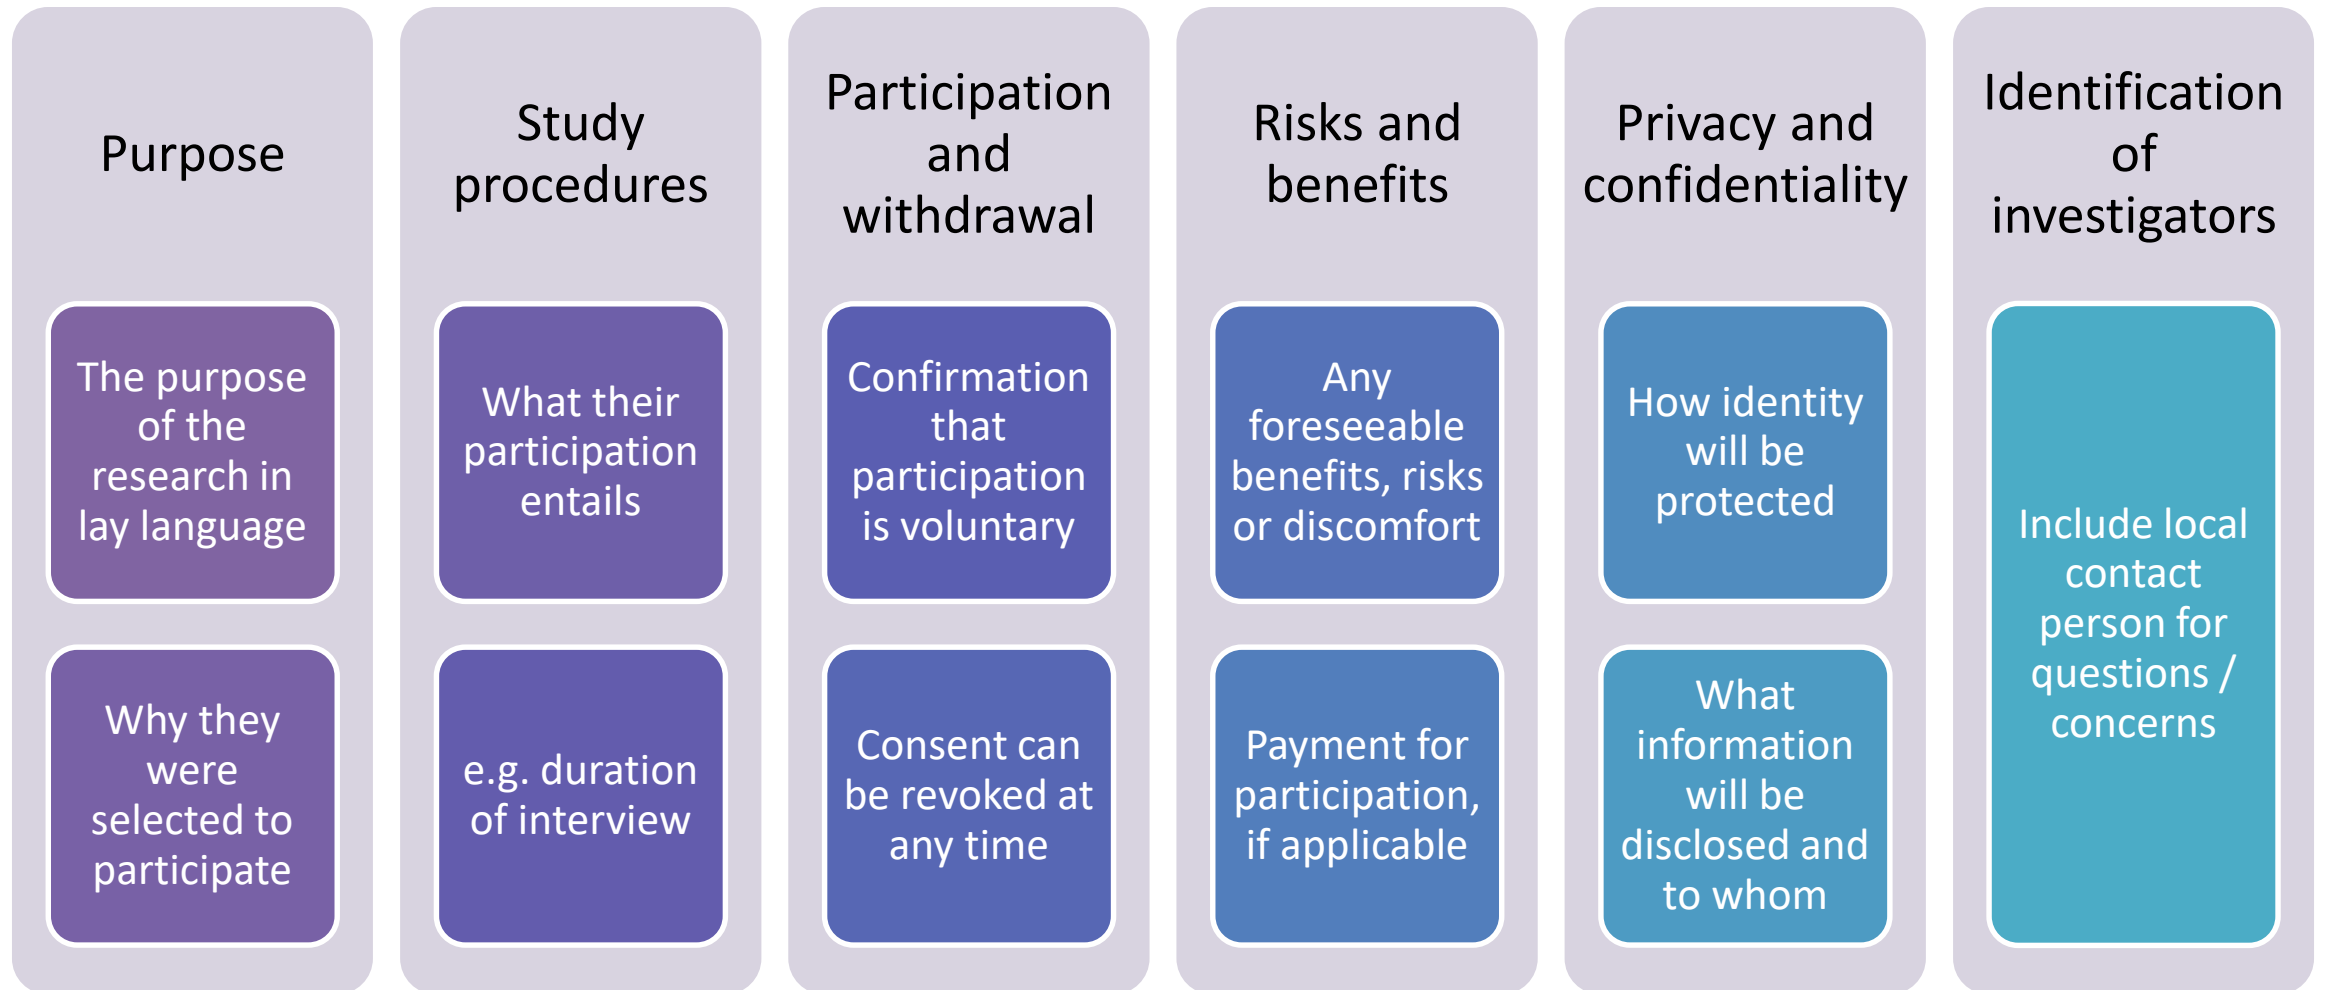 Purpose
The purpose
of the
research in
lay language
Why they
were
selected to
participate
Study
procedures
What their
participation
entails
e.g. duration
of interview
Participation
and
withdrawal
Confirmation
that
participation
is voluntary
Consent can
be revoked at
any time
Risks and
benefits
Any
foreseeable
benefits, risks
or discomfort
Payment for
participation,
if applicable
Privacy and
confidentiality
How identity
will be
protected
What
information
will be
disclosed and
to whom
Identification
of
investigators
Include local
contact
person for
questions /
concerns